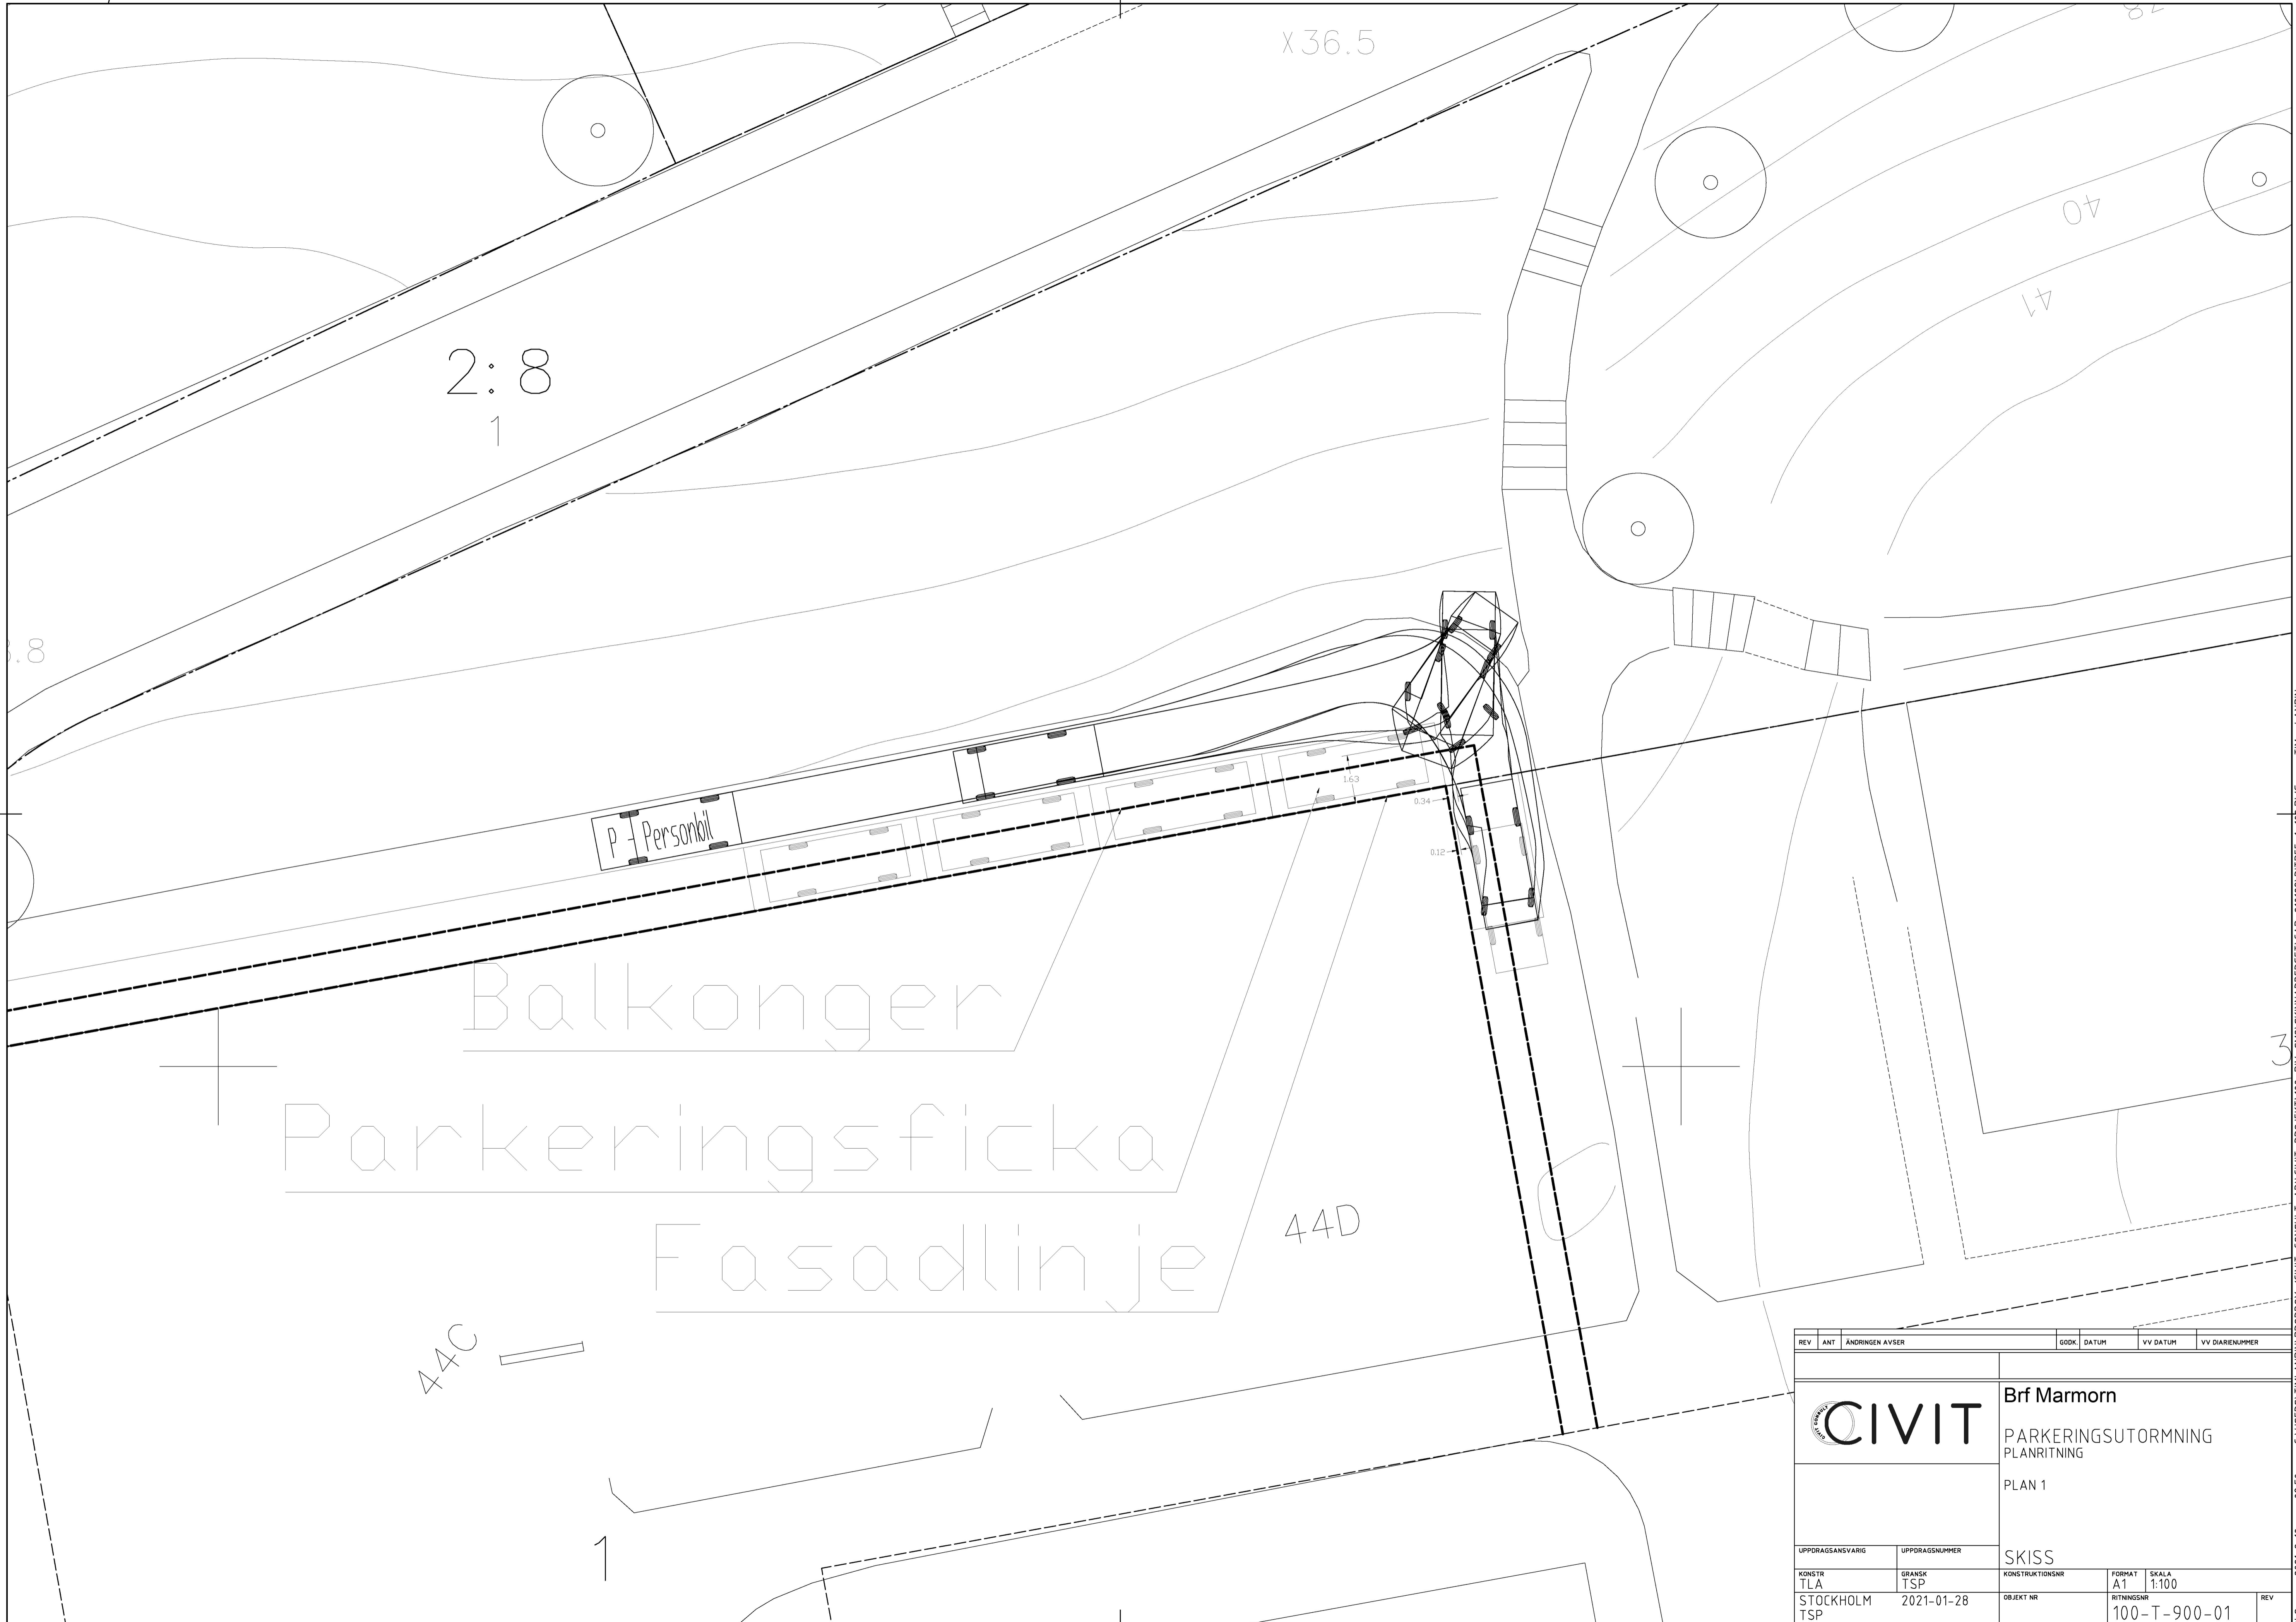 X36.5
28
40
41
2:8
1
.8
P - Personbil
1.63
0.34
0.12
Balkonger
Parkeringsficka
Fasadlinje
44D
44C
1
3
REV ANT ÄNDRINGEN AVSER GODK. DATUM VV DATUM VV DIARIENUMMER
CIVIT
Brf Marmorn
PARKERINGSUTORMNING
PLANRITNING
PLAN 1
SKISS
UPPDRAGSANSVARIG UPPDRAGSNUMMER
KONSTR GRANSK KONSTRUKTIONSNR FORMAT SKALA
TLA TSP A1 1:100
STOCKHOLM 2021-01-28 OBJEKT NR RITNINGSNR REV
TSP 100-T-900-01